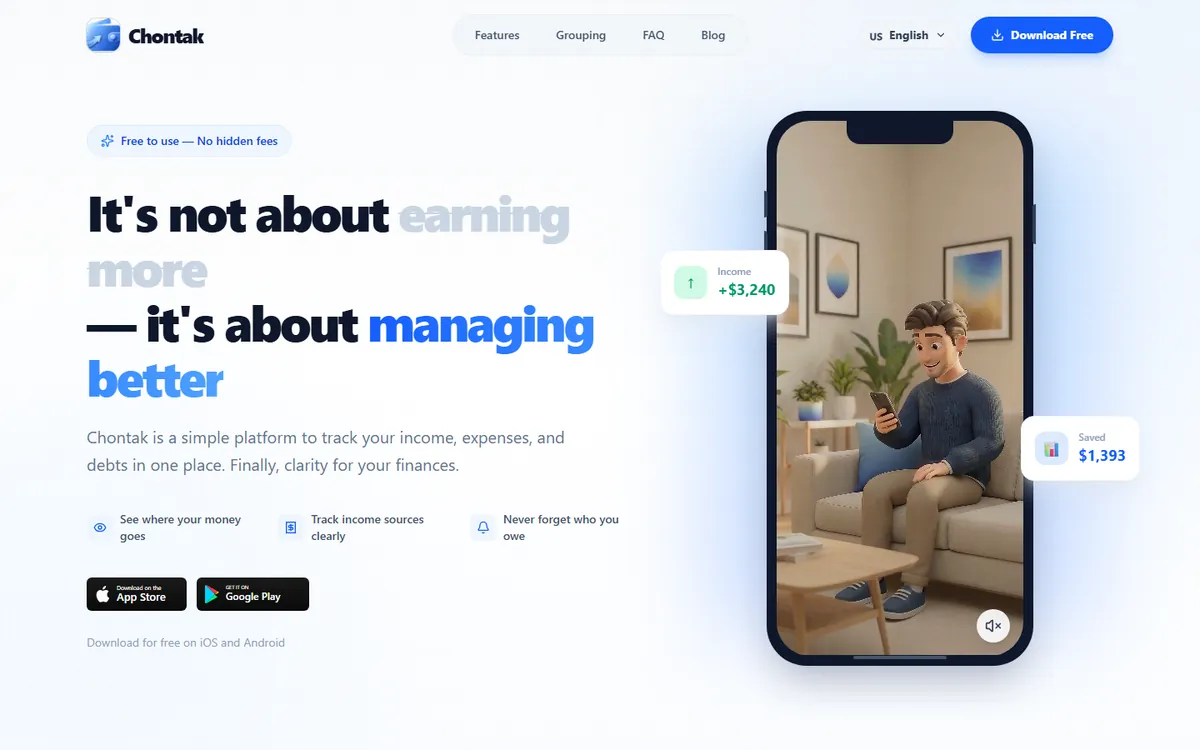 Chontak
Features
Grouping
FAQ
Blog
US English
Download Free
Free to use — No hidden fees
It's not about earning
more
— it's about managing
better
Chontak is a simple platform to track your income, expenses, and
debts in one place. Finally, clarity for your finances.
See where your money
goes
Track income sources
clearly
Never forget who you
owe
Download on the
App Store
GET IT ON
Google Play
Download for free on iOS and Android
Income
+$3,240
Saved
$1,393